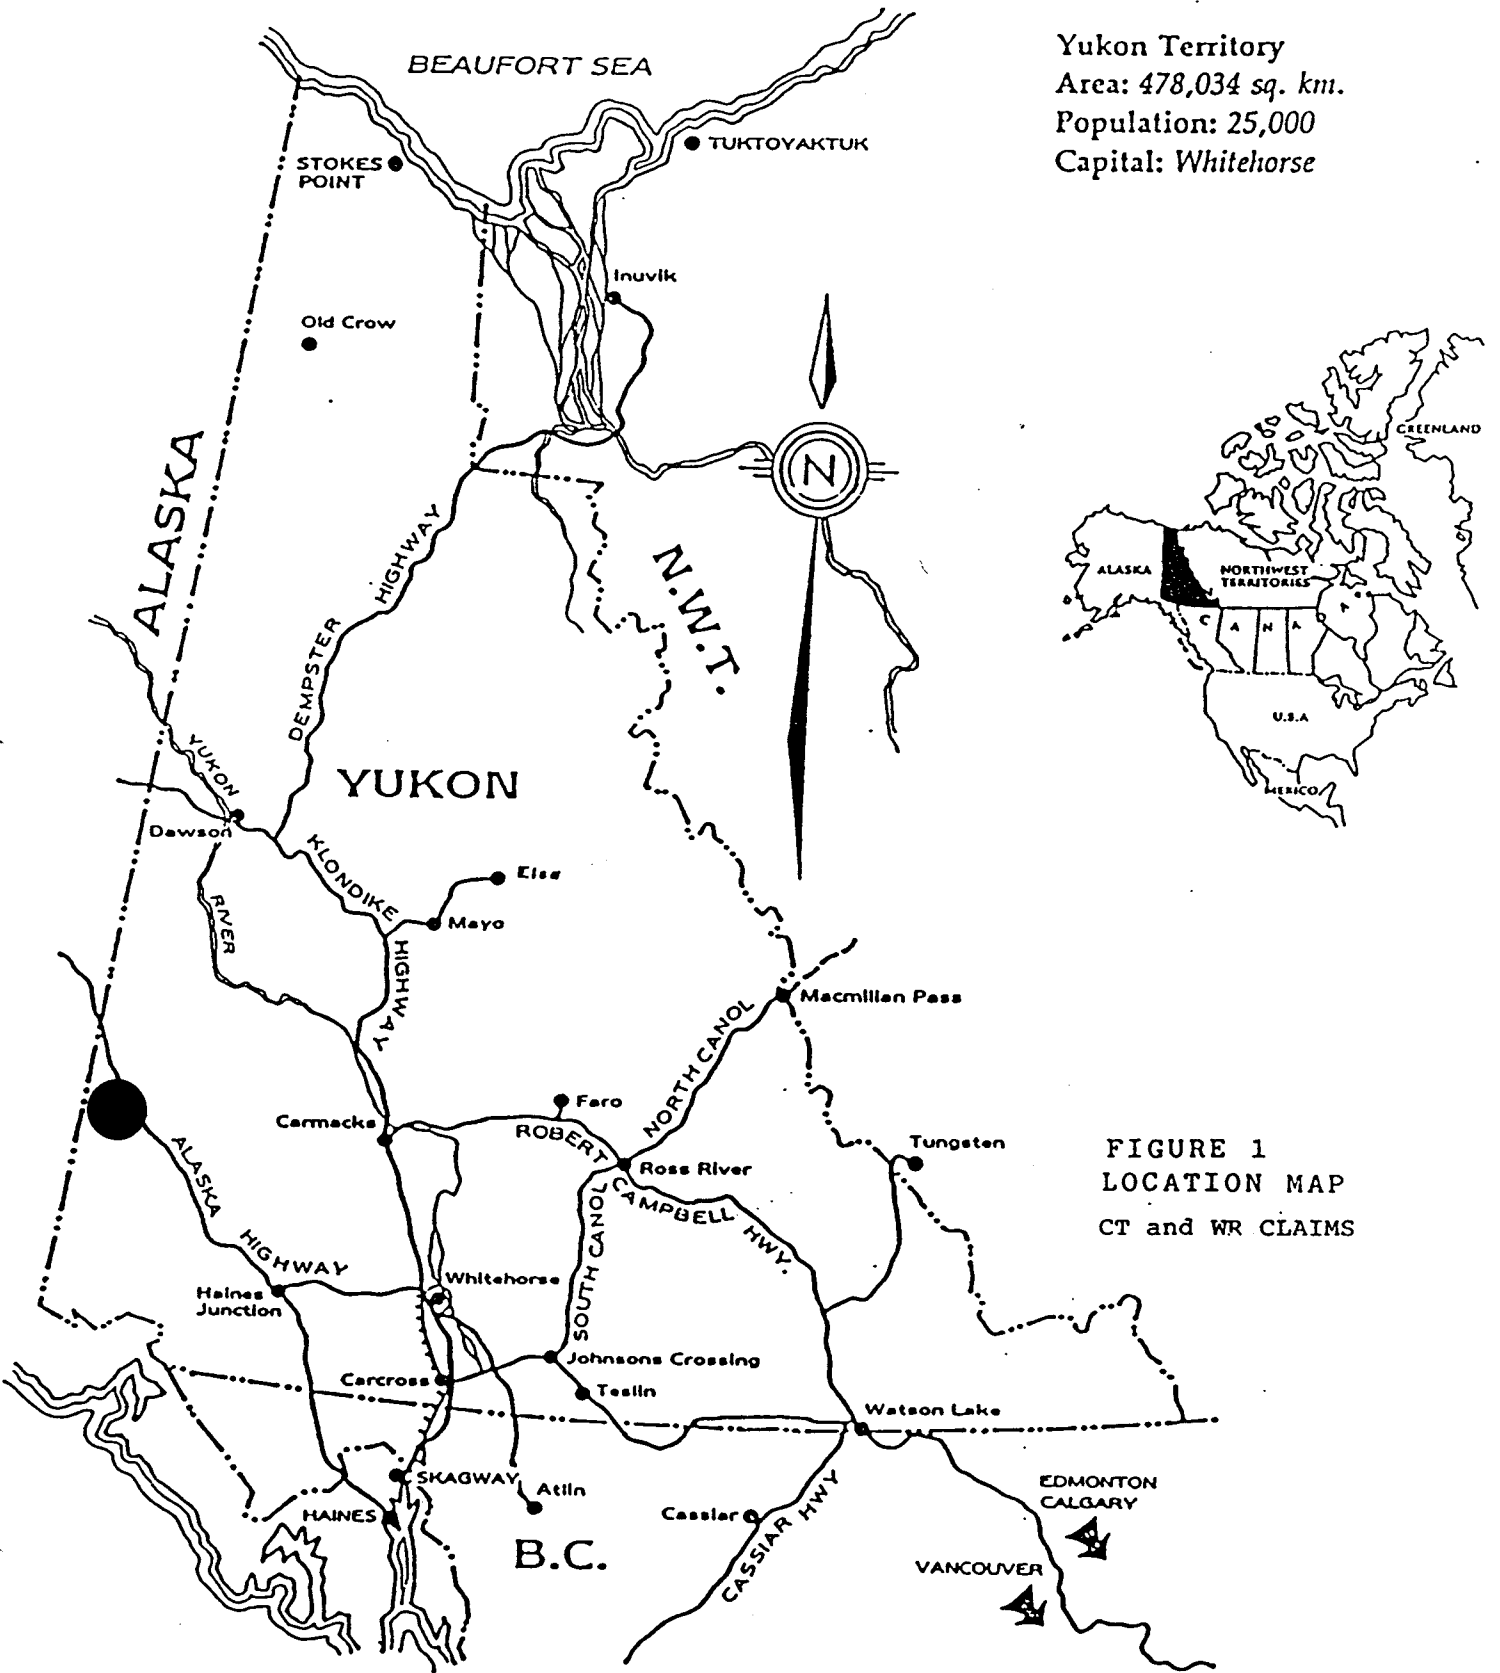 Yukon Territory
Area: 478,034 sq. km.
Population: 25,000
Capital: Whitehorse
BEAUFORT SEA
TUKTOYAKTUK
STOKES
POINT
Inuvik
Old Crow
ALASKA
N
N.W.T.
DEMPSTER HIGHWAY
GREENLAND
ALASKA
NORTHWEST
TERRITORIES
C A N A
U.S.A
MEXICO
YUKON
YUKON
RIVER
Dawson
KLONDIKE
HIGHWAY
Elsa
Mayo
Macmillan Pass
NORTH CANOL
Faro
Carmacks
ROBERT
CAMPBELL
HWY.
Ross River
Tungsten
FIGURE 1
LOCATION MAP
CT and WR CLAIMS
ALASKA
HIGHWAY
SOUTH CANOL
Whitehorse
Haines
Junction
Johnsons Crossing
Carcross
Teslin
Watson Lake
SKAGWAY
Atlin
HAINES
Cassiar
CASSIAR HWY
B.C.
EDMONTON
CALGARY
VANCOUVER